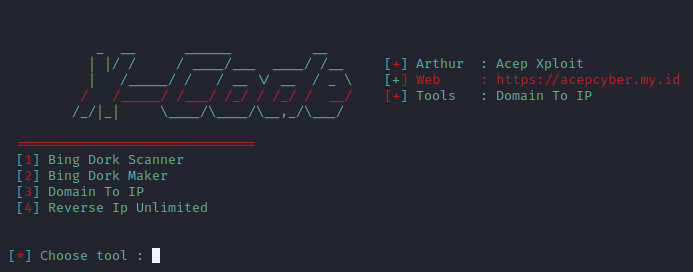 [+] Arthur : Acep Xploit
[+] Web : https://acepcyber.my.id
[+] Tools : Domain To IP
[1] Bing Dork Scanner
[2] Bing Dork Maker
[3] Domain To IP
[4] Reverse Ip Unlimited
[*] Choose tool :